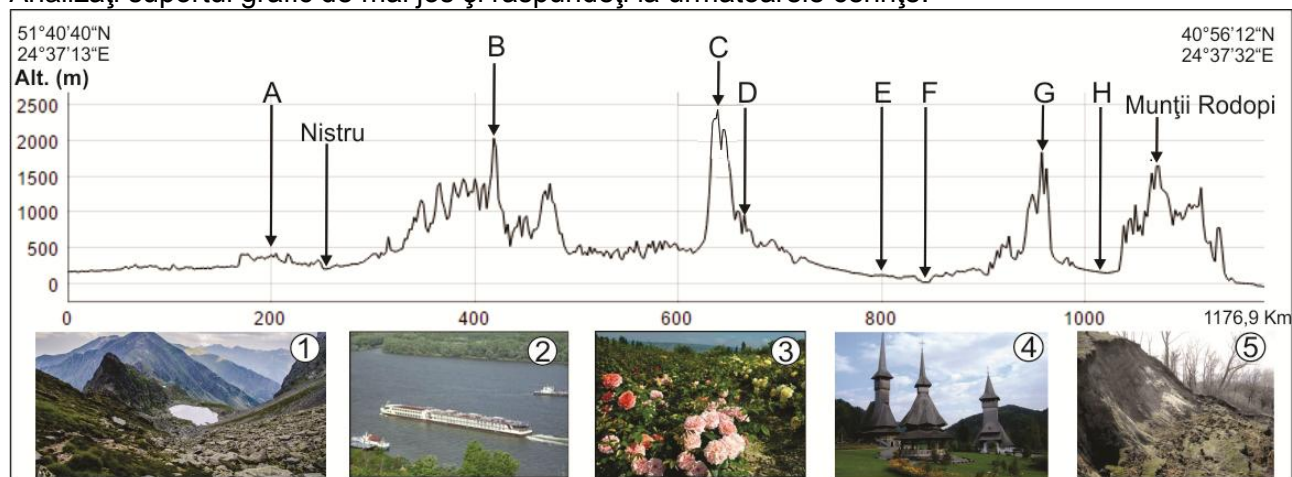 Analizaţi suportul grafic de mai jos şi răspundeţi la următoarele cerinţe:
51°40'40"N
24°37'13"E
40°56'12"N
24°37'32"E
Alt. (m)
A
Nistru
B
C
D
E
F
G
H
Munţii Rodopi
2500
2000
1500
1000
500
0
0
200
400
600
800
1000
1176,9 Km
1
2
3
4
5